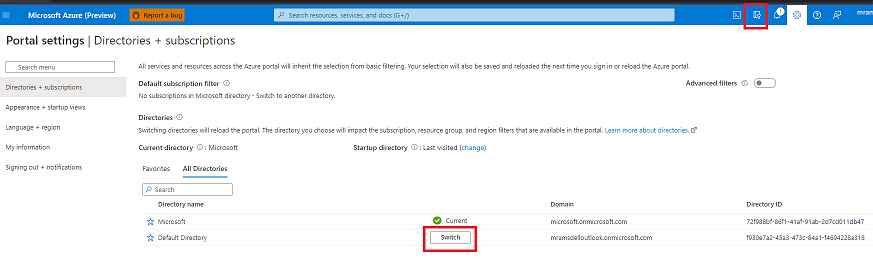 Microsoft Azure (Preview) Report a bug Search resources, services, and docs (G+/) 1 mram
Portal settings | Directories + subscriptions
Search menu
Directories + subscriptions
Appearance + startup views
Language + region
My information
Signing out + notifications
All services and resources across the Azure portal will inherit the selection from basic filtering. Your selection will also be saved and reloaded the next time you sign in or reload the Azure portal.
Default subscription filter Advanced filters
No subscriptions in Microsoft directory - Switch to another directory.
Directories
Switching directories will reload the portal. The directory you choose will impact the subscription, resource group, and region filters that are available in the portal. Learn more about directories.
Current directory : Microsoft Startup directory : Last visited (change)
Favorites All Directories
Search
Directory name Domain Directory ID
Microsoft Current microsoft.onmicrosoft.com 72f988bf-86f1-41af-91ab-2d7cd011db47
Default Directory Switch mramsdelloutlook.onmicrosoft.com f930e7a2-45a3-473c-84a1-f4694228a318